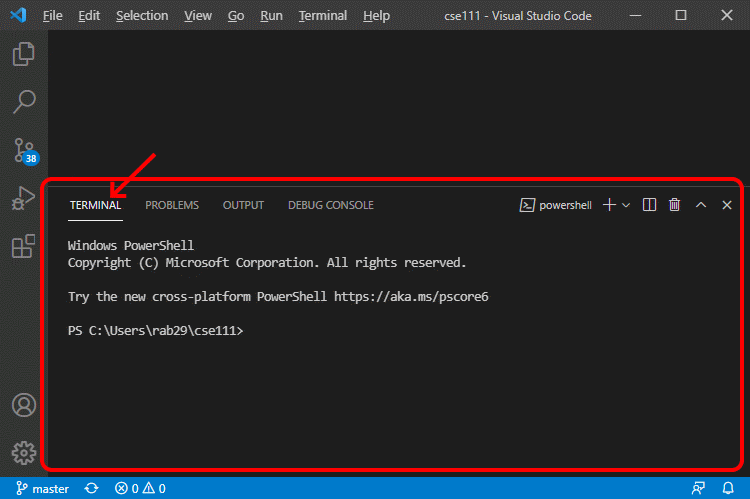 File Edit Selection View Go Run Terminal Help cse111 - Visual Studio Code
38
TERMINAL PROBLEMS OUTPUT DEBUG CONSOLE powershell
Windows PowerShell
Copyright (C) Microsoft Corporation. All rights reserved.
Try the new cross-platform PowerShell https://aka.ms/pscore6
PS C:\Users\rab29\cse111>
master 0 0